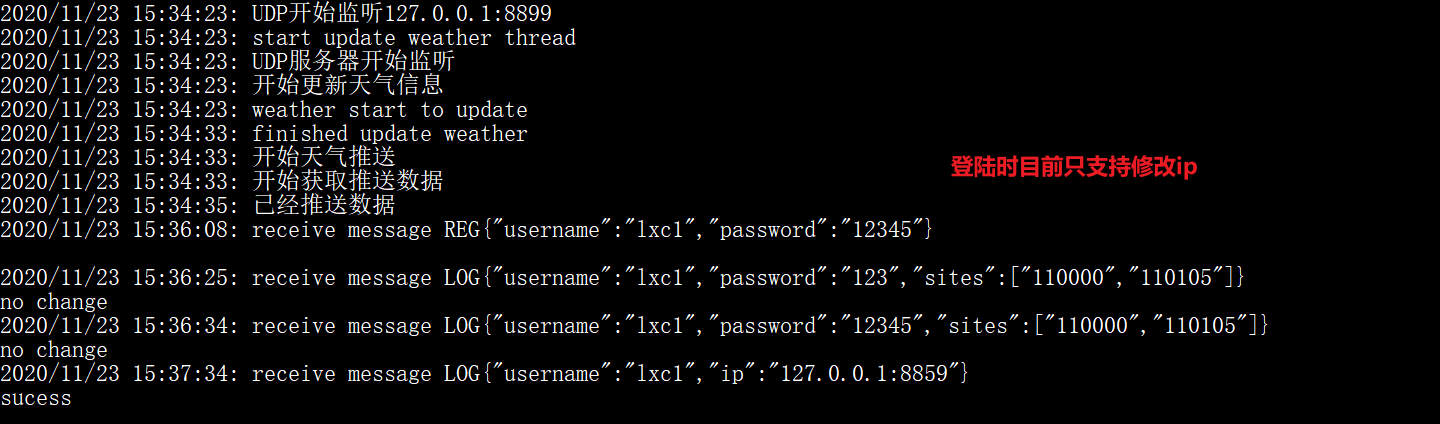 2020/11/23 15:34:23: UDP开始监听127.0.0.1:8899
2020/11/23 15:34:23: start update weather thread
2020/11/23 15:34:23: UDP服务器开始监听
2020/11/23 15:34:23: 开始更新天气信息
2020/11/23 15:34:23: weather start to update
2020/11/23 15:34:33: finished update weather
2020/11/23 15:34:33: 开始天气推送
登陆时目前只支持修改ip
2020/11/23 15:34:33: 开始获取推送数据
2020/11/23 15:34:35: 已经推送数据
2020/11/23 15:36:08: receive message REG{"username":"lxc1","password":"12345"}
2020/11/23 15:36:25: receive message LOG{"username":"lxc1","password":"123","sites":["110000","110105"]}
no change
2020/11/23 15:36:34: receive message LOG{"username":"lxc1","password":"12345","sites":["110000","110105"]}
no change
2020/11/23 15:37:34: receive message LOG{"username":"lxc1","ip":"127.0.0.1:8859"}
sucess